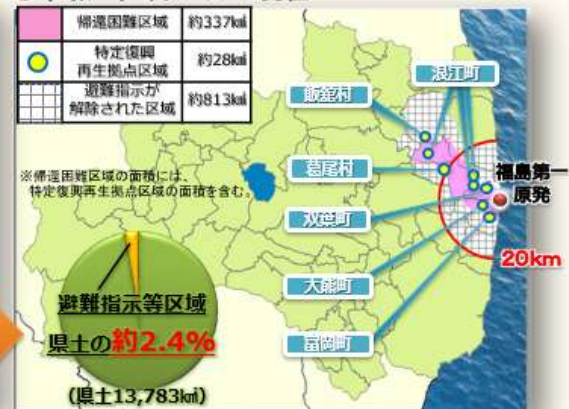 帰還困難区域 約337㎢
特定復興
再生拠点区域 約28㎢
避難指示が
解除された区域 約813㎢
※帰還困難区域の面積には、
特定復興再生拠点区域の面積を含む。
浪江町
飯舘村
葛尾村
双葉町
大熊町
富岡町
福島第一
原発
20km
避難指示等区域
県土の約2.4%
(県土13,783㎢)